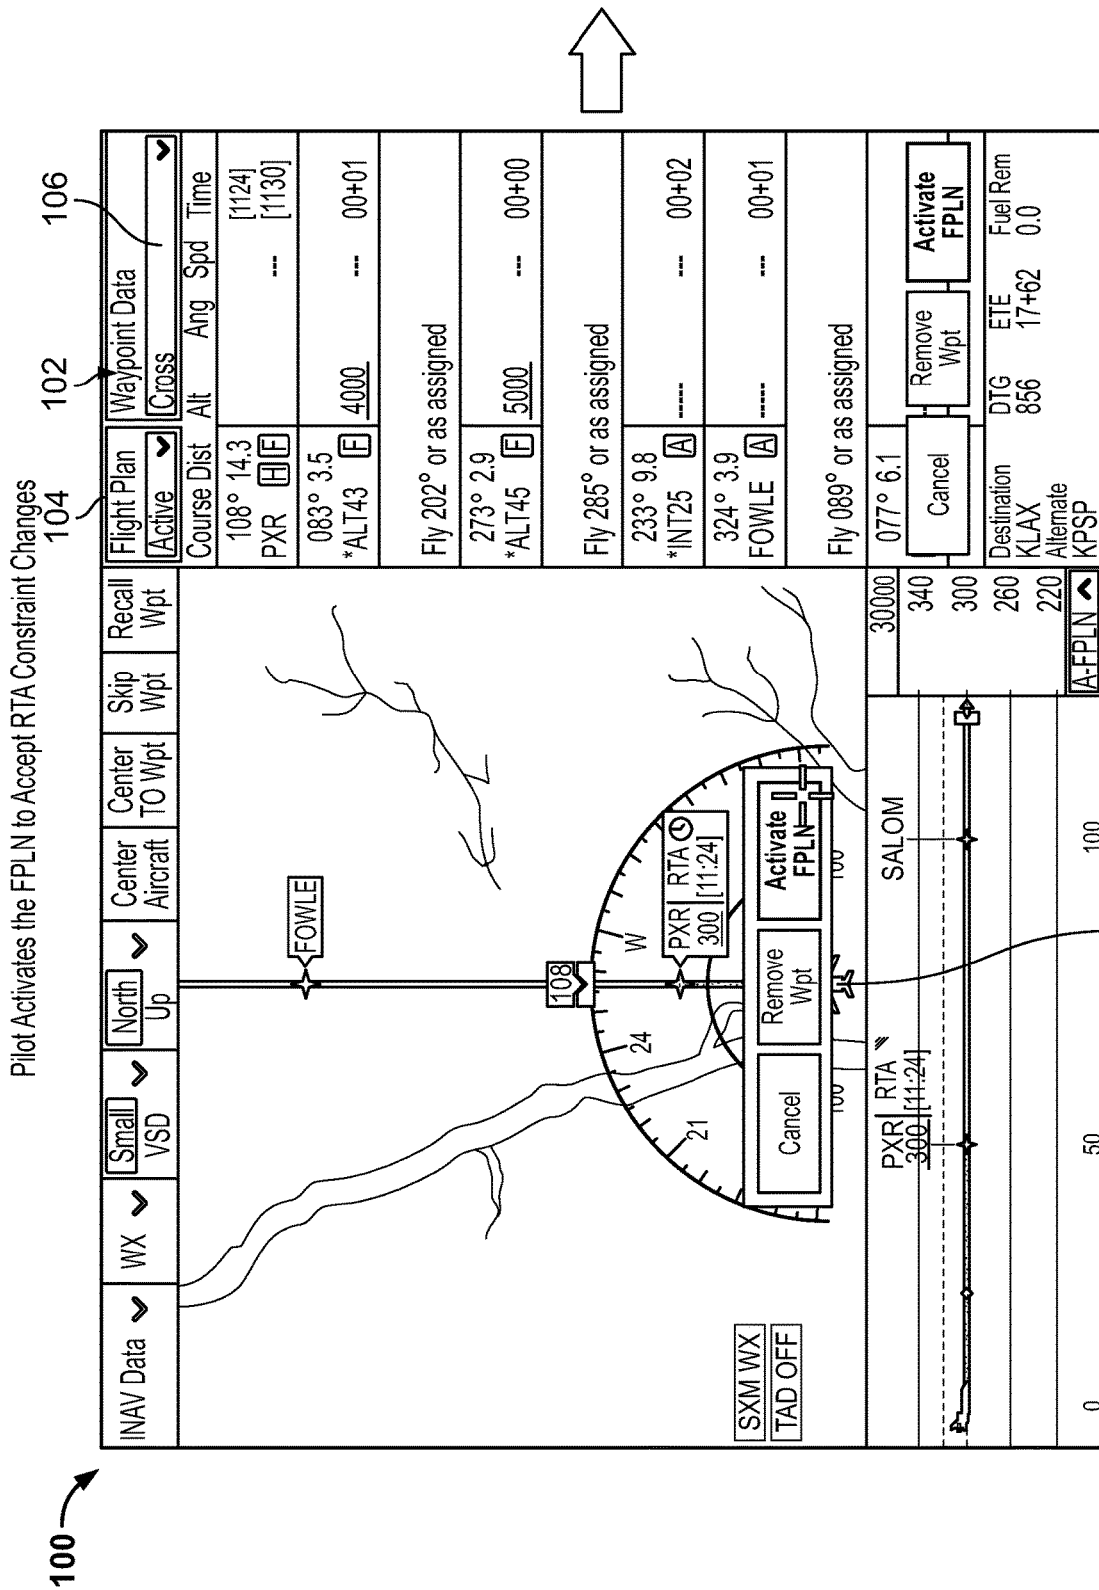 Pilot Activates the FPLN to Accept RTA Constraint Changes
100
104
102
106
INAV Data
WX
Small
VSD
North
Up
Center
Aircraft
Center
TO Wpt
Skip
Wpt
Recall
Wpt
Flight Plan
Active
Waypoint Data
Cross
Course Dist Alt Ang Spd Time
108° 14.3 [1124]
PXR H F --- [1130]
083° 3.5
*ALT43 F 4000 --- 00+01
Fly 202° or as assigned
273° 2.9
*ALT45 F 5000 --- 00+00
Fly 285° or as assigned
233° 9.8
*INT25 A ----- --- 00+02
324° 3.9
FOWLE A ----- --- 00+01
Fly 089° or as assigned
077° 6.1
Cancel
Remove
Wpt
Activate
FPLN
Destination DTG ETE Fuel Rem
KLAX 856 17+62 0.0
Alternate
KPSP
FOWLE
108
21
24
W
PXR RTA
300 [11:24]
Cancel
Remove
Wpt
Activate
FPLN
100
100
SXM WX
TAD OFF
PXR RTA
300 [11:24]
SALOM
30000
340
300
260
220
0
50
100
A-FPLN